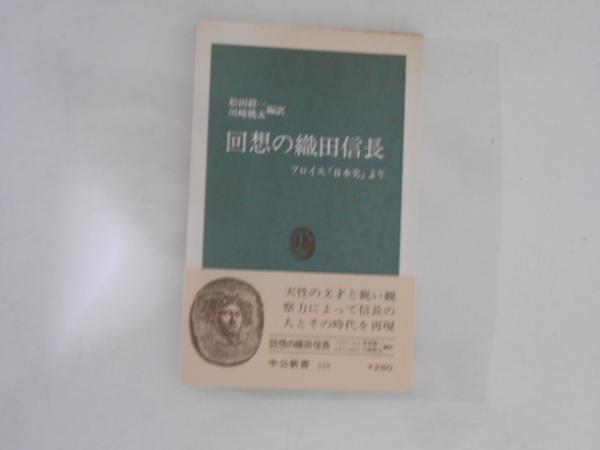 松田毅一
川崎桃太 編訳
回想の織田信長
フロイス「日本史」より
天性の文才と鋭い観
察力によって信長の
人とその時代を再現
回想の織田信長 編訳
中公新書
¥280